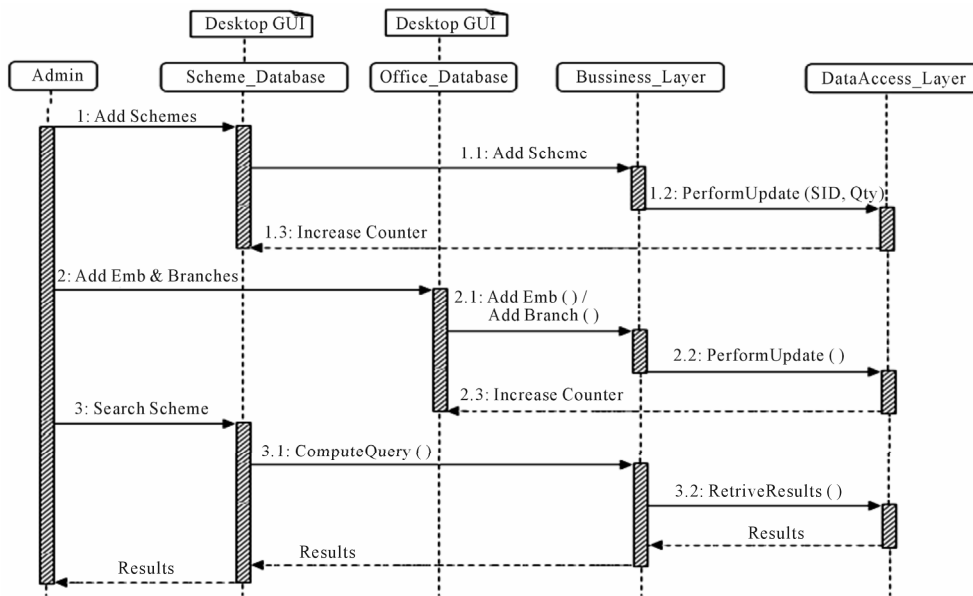 Desktop GUI
Desktop GUI
Admin
Scheme_Database
Office_Database
Bussiness_Layer
DataAccess_Layer
1: Add Schemes
1.1: Add Scheme
1.2: PerformUpdate (SID, Qty)
1.3: Increase Counter
2: Add Emb & Branches
2.1: Add Emb ( ) /
Add Branch ( )
2.2: PerformUpdate ( )
2.3: Increase Counter
3: Search Scheme
3.1: ComputeQuery ( )
3.2: RetriveResults ( )
Results
Results
Results